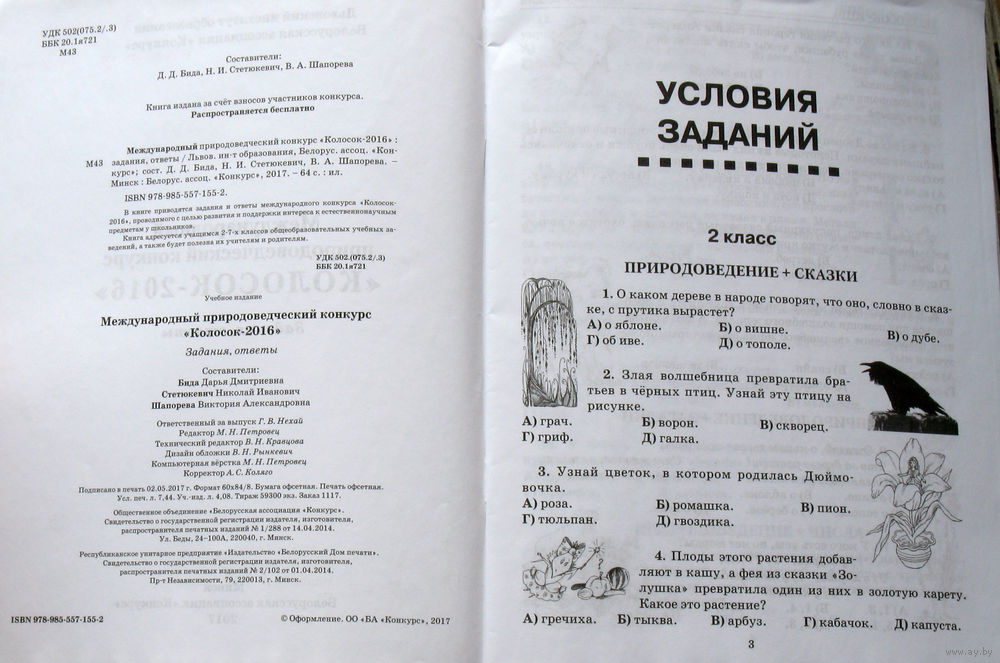 УДК 502(075.2/.3)
ББК 20.1я721
М43
Составители:
Д. Д. Бида, Н. И. Стетюкевич, В. А. Шапорева
Книга издана за счёт взносов участников конкурса.
Распространяется бесплатно
Международный природоведческий конкурс «Колосок-2016» :
М43 задания, ответы / Львов. ин-т образования, Белорус. ассоц. «Кон-
курс»; сост. Д. Д. Бида, Н. И. Стетюкевич, В. А. Шапорева. –
Минск : Белорус. ассоц. «Конкурс», 2017. – 64 с. : ил.
ISBN 978-985-557-155-2.
В книге приводятся задания и ответы международного конкурса «Колосок-
2016», проводимого с целью развития и поддержки интереса к естественнонаучным
предметам у школьников.
Книга адресуется учащимся 2-7-х классов общеобразовательных учебных за-
ведений, а также будет полезна их учителям и родителям.
УДК 502.(075.2/.3)
ББК 20.1я721
Учебное издание
Международный природоведческий конкурс
«Колосок-2016»
Задания, ответы
Составители:
Бида Дарья Дмитриевна
Стетюкевич Николай Иванович
Шапорева Виктория Александровна
Ответственный за выпуск Г. В. Нехай
Редактор М. Н. Петровец
Технический редактор В. Н. Кравцова
Дизайн обложки В. Н. Рынкевич
Компьютерная вёрстка М. Н. Петровец
Корректор А. С. Коляго
Подписано в печать 02.05.2017 г. Формат 60х84/8. Бумага офсетная. Печать офсетная.
Усл. печ. л. 7,44. Уч.-изд. л. 4,08. Тираж 59300 экз. Заказ 1117.
Общественное объединение «Белорусская ассоциация «Конкурс».
Свидетельство о государственной регистрации издателя, изготовителя,
распространителя печатных изданий № 1/288 от 14.04.2014.
Ул. Беды, 24-100А, 220040, г. Минск.
Республиканское унитарное предприятие «Издательство «Белорусский Дом печати».
Свидетельство о государственной регистрации издателя, изготовителя,
распространителя печатных изданий № 2/102 от 01.04.2014.
Пр-т Независимости, 79, 220013, г. Минск.
ISBN 978-985-557-155-2
© Оформление. ОО «БА «Конкурс», 2017
УСЛОВИЯ
ЗАДАНИЙ
2 класс
ПРИРОДОВЕДЕНИЕ + СКАЗКИ
1. О каком дереве в народе говорят, что оно, словно в сказ-
ке, с прутика вырастет?
А) о яблоне. Б) о вишне. В) о дубе.
Г) об иве. Д) о тополе.
2. Злая волшебница превратила бра-
тьев в чёрных птиц. Узнай эту птицу на
рисунке.
А) грач. Б) ворон. В) скворец.
Г) гриф. Д) галка.
3. Узнай цветок, в котором родилась Дюймо-
вочка.
А) роза. Б) ромашка. В) пион.
Г) тюльпан. Д) гвоздика.
4. Плоды этого растения добав-
ляют в кашу, а фея из сказки «Зо-
лушка» превратила один из них в золотую карету.
Какое это растение?
А) гречиха. Б) тыква. В) арбуз. Г) кабачок. Д) капуста.
3
www.ay.by